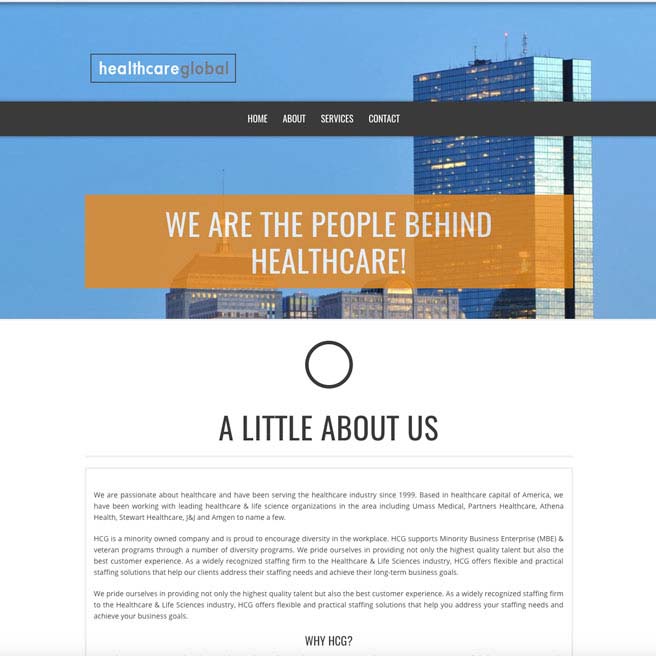 healthcareglobal
HOME ABOUT SERVICES CONTACT
WE ARE THE PEOPLE BEHIND
HEALTHCARE!
A LITTLE ABOUT US
We are passionate about healthcare and have been serving the healthcare industry since 1999. Based in healthcare capital of America, we
have been working with leading healthcare & life science organizations in the area including Umass Medical, Partners Healthcare, Athena
Health, Stewart Healthcare, J&J and Amgen to name a few.
HCG is a minority owned company and is proud to encourage diversity in the workplace. HCG supports Minority Business Enterprise (MBE) &
veteran programs through a number of diversity programs. We pride ourselves in providing not only the highest quality talent but also the
best customer experience. As a widely recognized staffing firm to the Healthcare & Life Sciences industry, HCG offers flexible and practical
staffing solutions that help our clients address their staffing needs and achieve their long-term business goals.
We pride ourselves in providing not only the highest quality talent but also the best customer experience. As a widely recognized staffing firm
to the Healthcare & Life Sciences industry, HCG offers flexible and practical staffing solutions that help you address your staffing needs and
achieve your business goals.
WHY HCG?